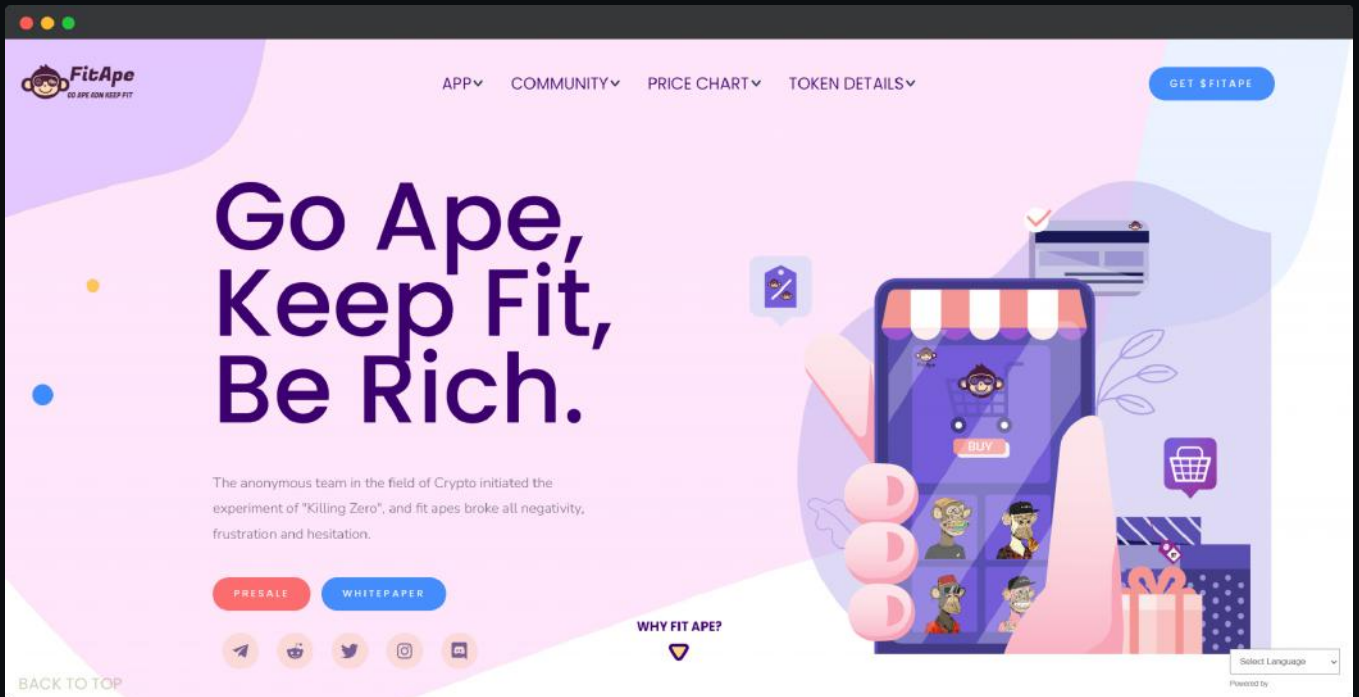 FitApe
GO APE ADN KEEP FIT
APP
COMMUNITY
PRICE CHART
TOKEN DETAILS
GET $FITAPE
Go Ape,
Keep Fit,
Be Rich.
The anonymous team in the field of Crypto initiated the
experiment of "Killing Zero", and fit apes broke all negativity,
frustration and hesitation.
PRESALE
WHITEPAPER
BUY
WHY FIT APE?
BACK TO TOP
Select Language
Powered by